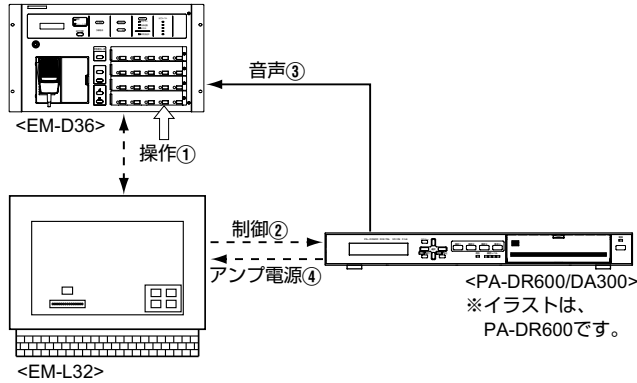 音声③
<EM-D36>
操作①
制御②
アンプ電源④
<PA-DR600/DA300>
※イラストは、
PA-DR600です。
<EM-L32>